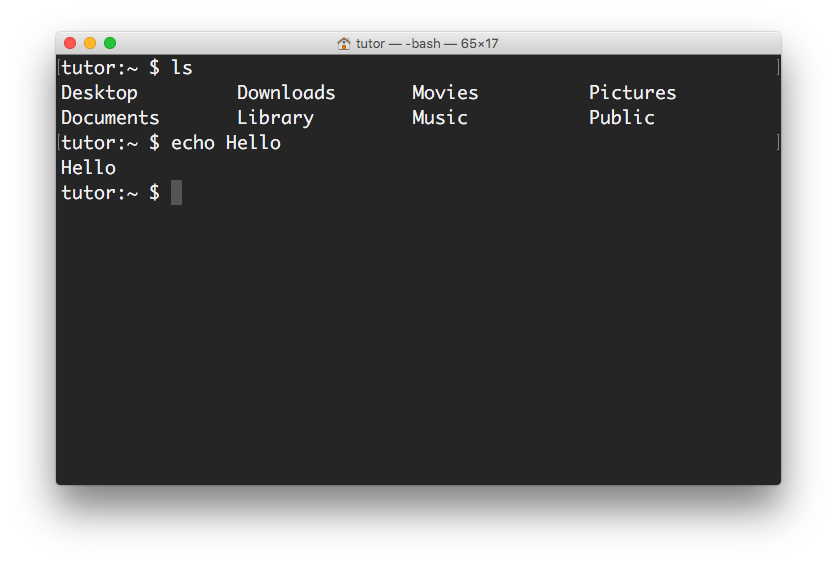 tutor — -bash — 65×17
tutor:~ $ ls
Desktop Downloads Movies Pictures
Documents Library Music Public
tutor:~ $ echo Hello
Hello
tutor:~ $